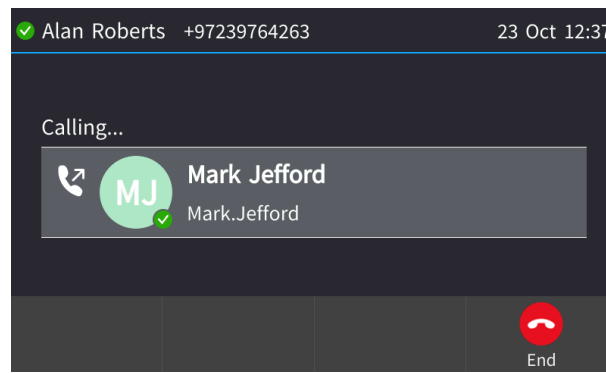 Alan Roberts +97239764263 23 Oct 12:37
Calling...
MJ
Mark Jefford
Mark.Jefford
End